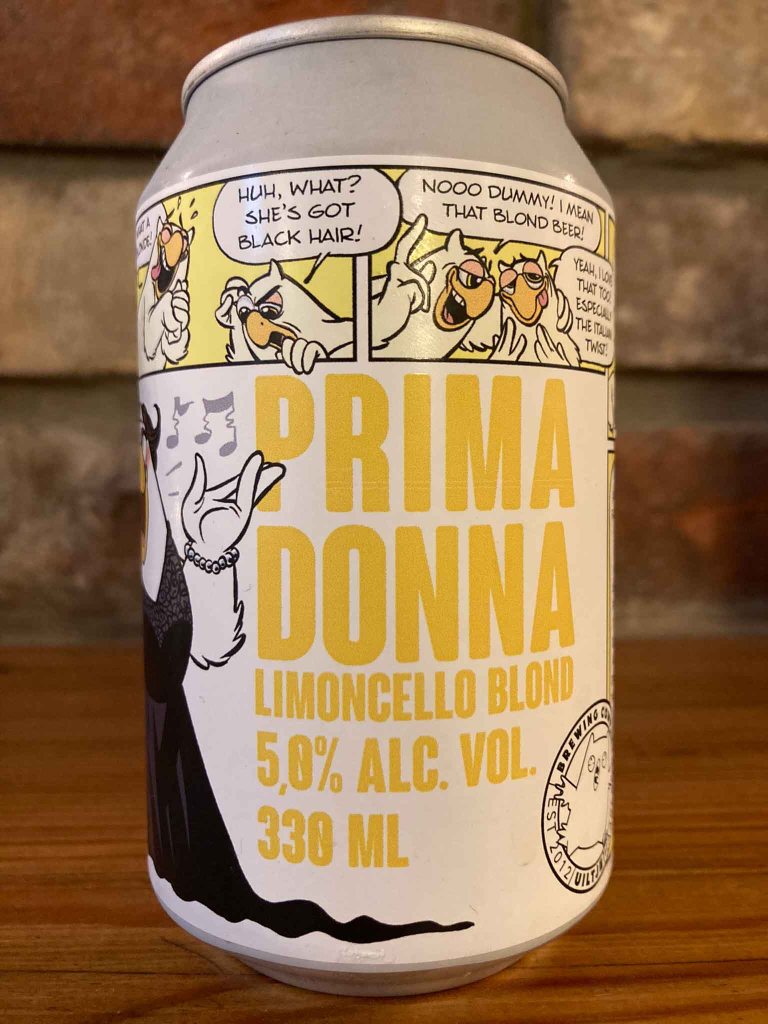 HUH, WHAT?
SHE'S GOT
BLACK HAIR!
NOOO DUMMY! I MEAN
THAT BLOND BEER!
YEAH, I
THAT TOO
ESPECIALLY
THE ITALIAN
TWIST!
PRIMA
DONNA
LIMONCELLO BLOND
5,0% ALC. VOL.
330 ML
BREWING
EST. 2012